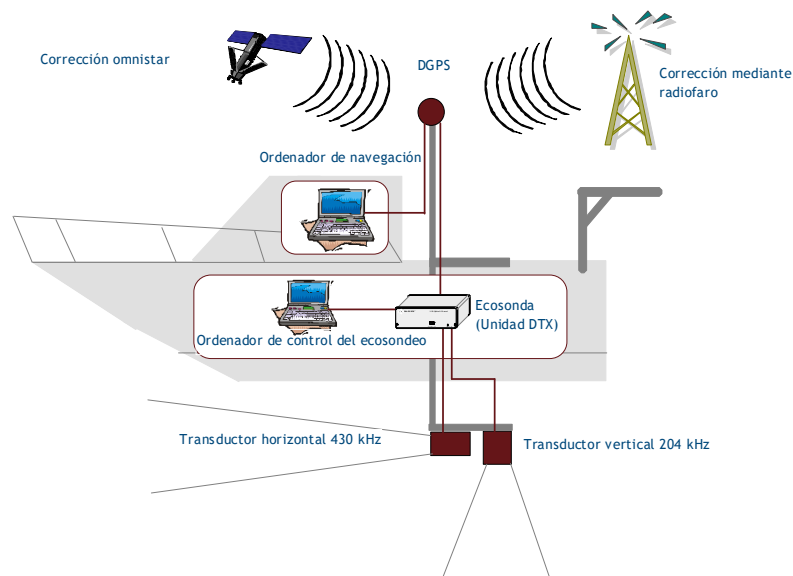 Corrección omnistar
DGPS
Corrección mediante
radiofaro
Ordenador de navegación
Ecosonda
(Unidad DTX)
Ordenador de control del ecosondeo
Transductor horizontal 430 kHz
Transductor vertical 204 kHz